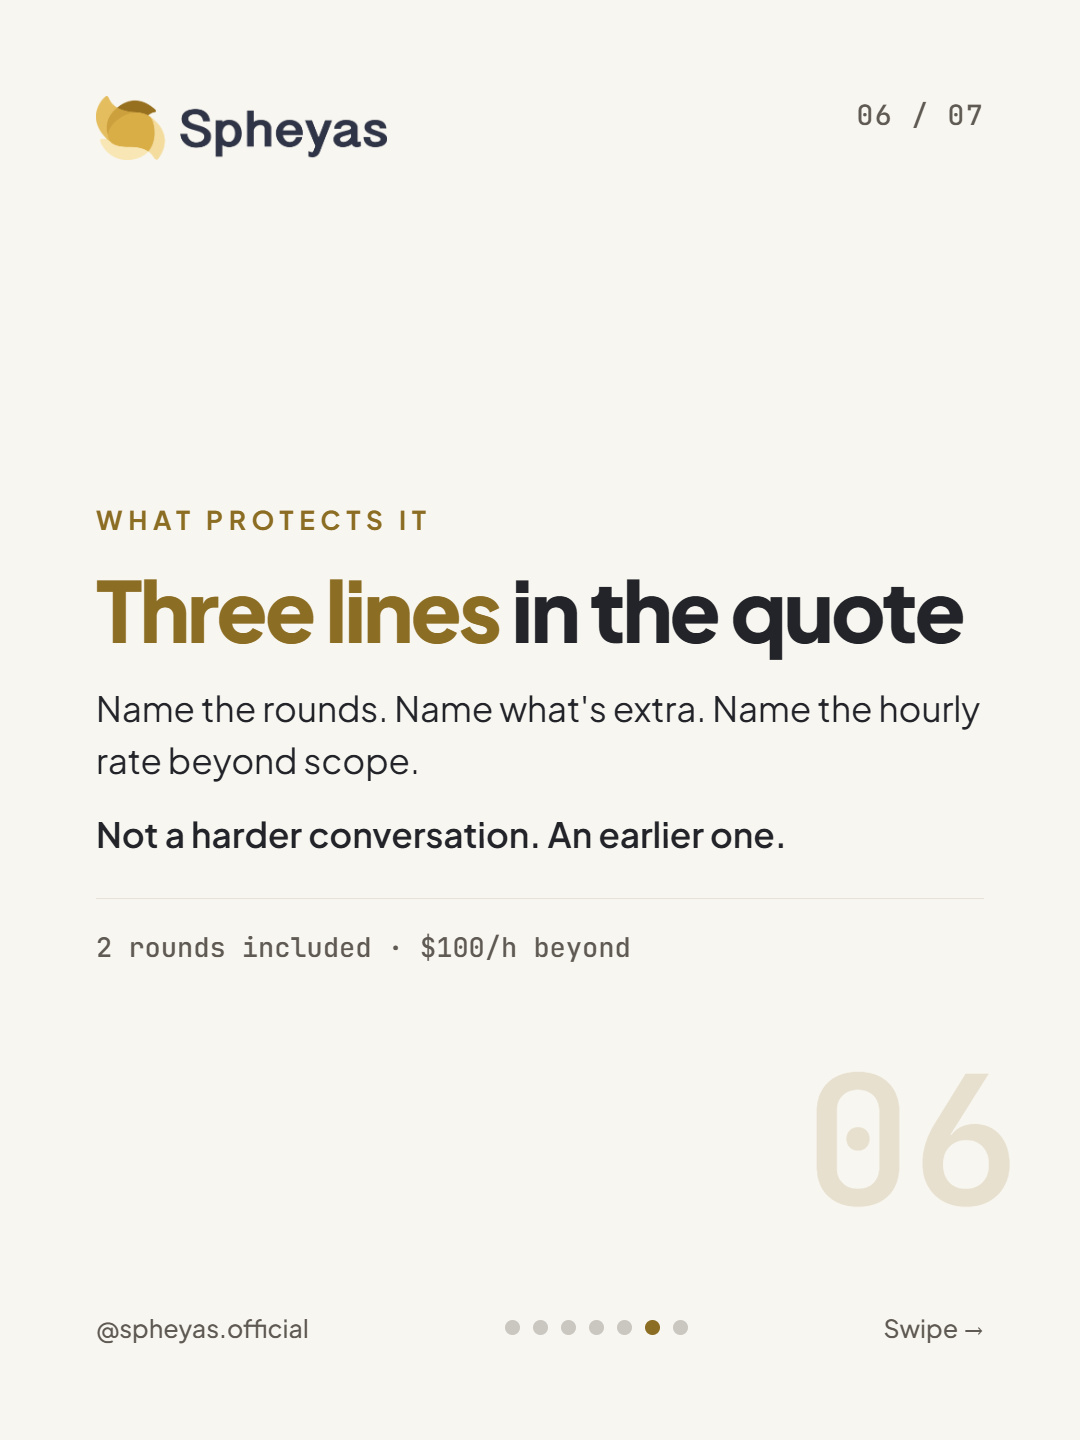 Spheyas
06 / 07
WHAT PROTECTS IT
Three lines in the quote
Name the rounds. Name what's extra. Name the hourly
rate beyond scope.
Not a harder conversation. An earlier one.
2 rounds included · $100/h beyond
06
@spheyas.official
Swipe →